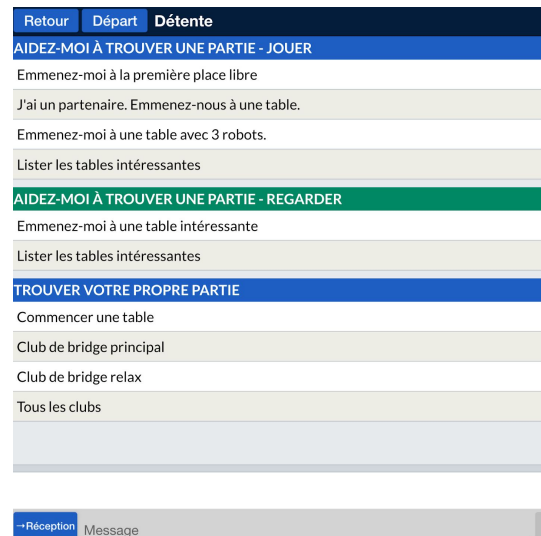 Retour Départ Détente
AIDEZ-MOI À TROUVER UNE PARTIE - JOUER
Emmenez-moi à la première place libre
J'ai un partenaire. Emmenez-nous à une table.
Emmenez-moi à une table avec 3 robots.
Lister les tables intéressantes
AIDEZ-MOI À TROUVER UNE PARTIE - REGARDER
Emmenez-moi à une table intéressante
Lister les tables intéressantes
TROUVER VOTRE PROPRE PARTIE
Commencer une table
Club de bridge principal
Club de bridge relax
Tous les clubs
→Réception Message